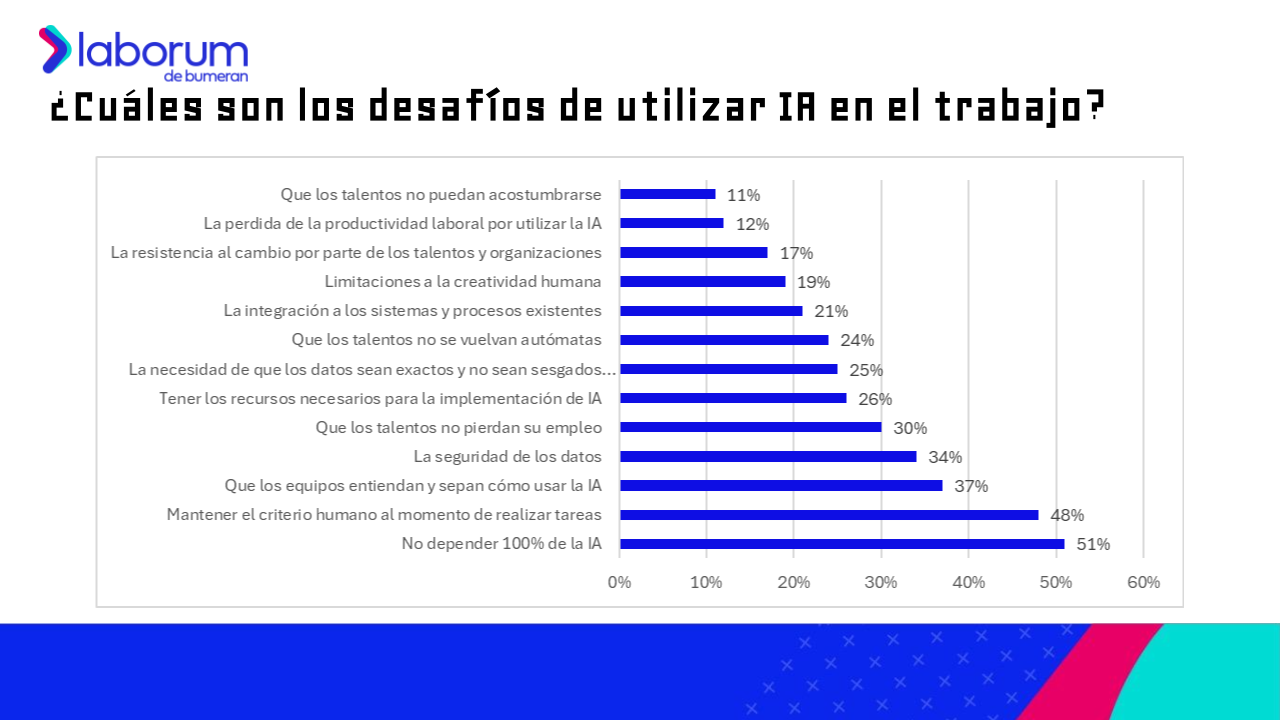 laborum
de bumeran
¿Cuáles son los desafíos de utilizar IA en el trabajo?
Que los talentos no puedan acostumbrarse 11%
La perdida de la productividad laboral por utilizar la IA 12%
La resistencia al cambio por parte de los talentos y organizaciones 17%
Limitaciones a la creatividad humana 19%
La integración a los sistemas y procesos existentes 21%
Que los talentos no se vuelvan autómatas 24%
La necesidad de que los datos sean exactos y no sean sesgados... 25%
Tener los recursos necesarios para la implementación de IA 26%
Que los talentos no pierdan su empleo 30%
La seguridad de los datos 34%
Que los equipos entiendan y sepan cómo usar la IA 37%
Mantener el criterio humano al momento de realizar tareas 48%
No depender 100% de la IA 51%
0% 10% 20% 30% 40% 50% 60%